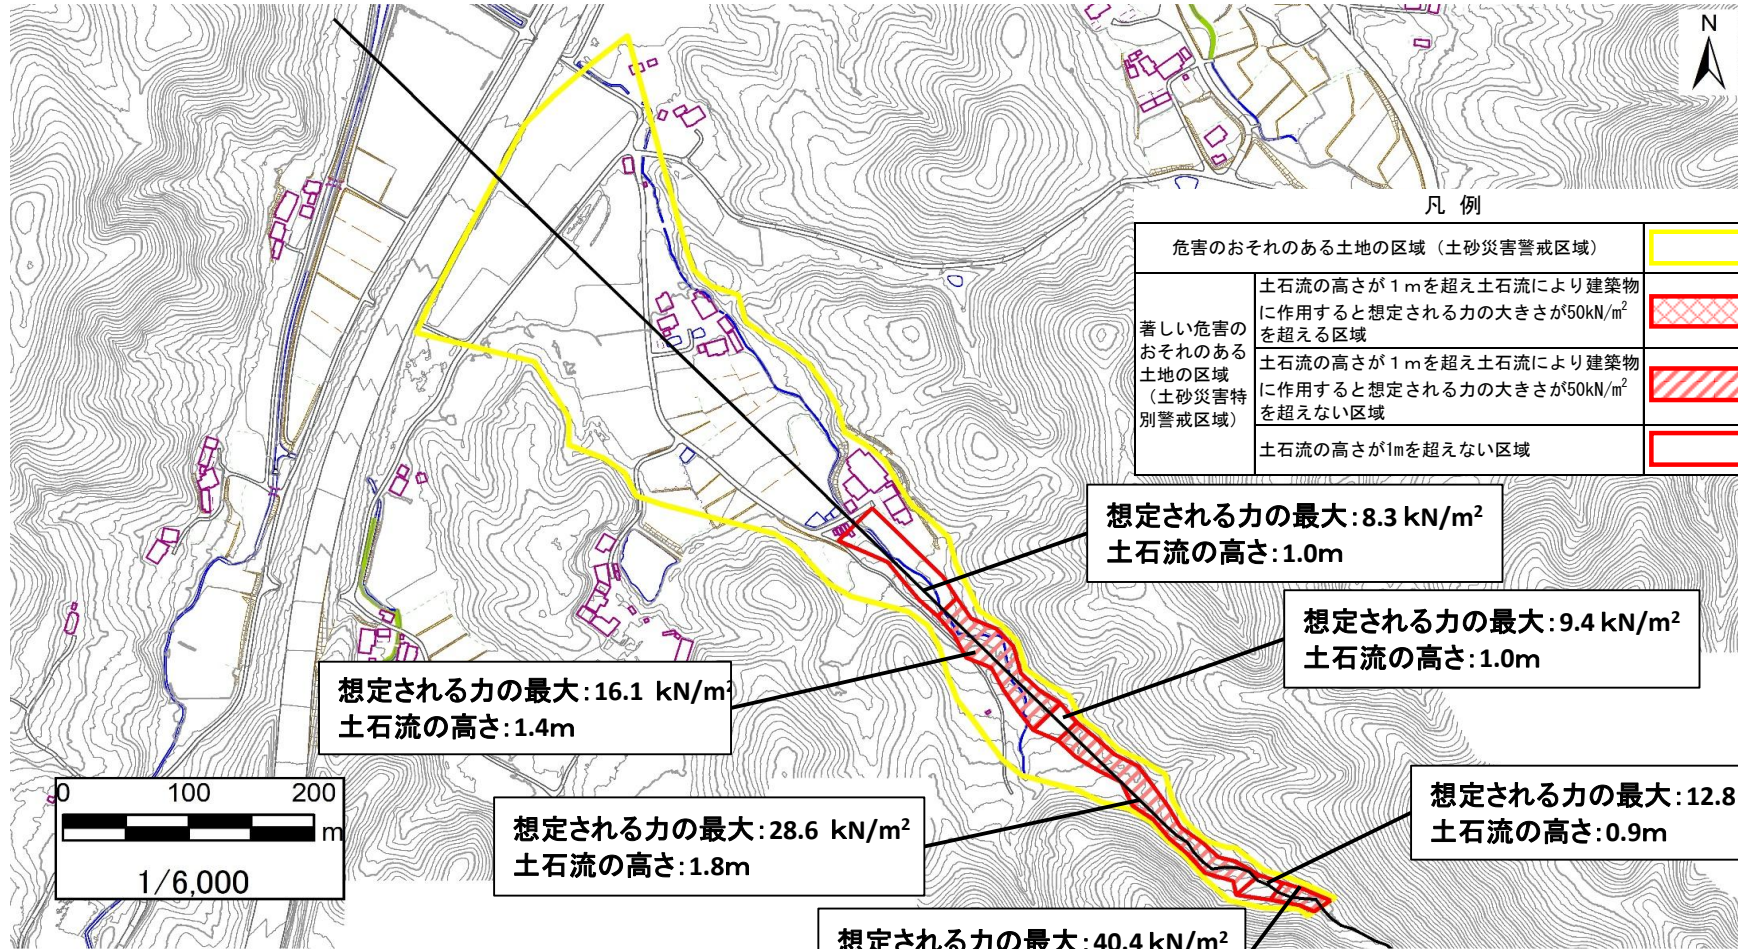 N
凡 例
危害のおそれのある土地の区域（土砂災害警戒区域）
著しい危害の
おそれのある
土地の区域
（土砂災害特
別警戒区域）
土石流の高さが１ｍを超え土石流により建築物
に作用すると想定される力の大きさが50kN/㎡
を超える区域
土石流の高さが１ｍを超え土石流により建築物
に作用すると想定される力の大きさが50kN/㎡
を超えない区域
土石流の高さが1mを超えない区域
想定される力の最大：8.3 kN/m²
土石流の高さ：1.0m
想定される力の最大：9.4 kN/m²
土石流の高さ：1.0m
想定される力の最大：16.1 kN/m²
土石流の高さ：1.4m
想定される力の最大：28.6 kN/m²
土石流の高さ：1.8m
想定される力の最大：12.8
土石流の高さ：0.9m
想定される力の最大：40.4 kN/m²
0 100 200
m
1/6,000